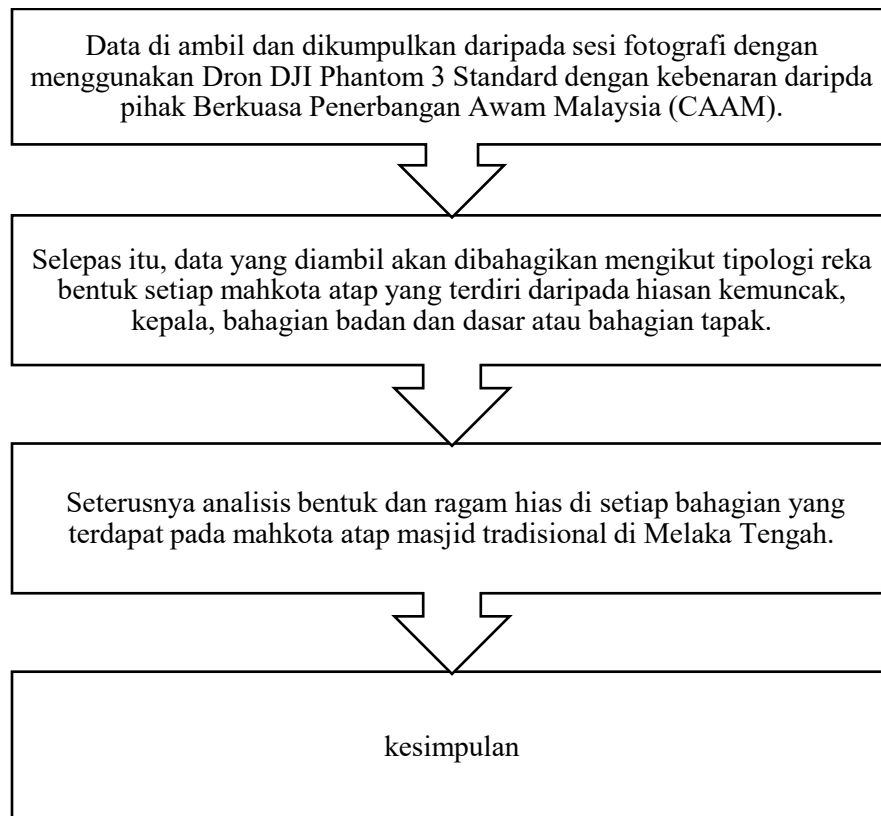 Data di ambil dan dikumpulkan daripada sesi fotografi dengan
menggunakan Dron DJI Phantom 3 Standard dengan kebenaran daripda
pihak Berkuasa Penerbangan Awam Malaysia (CAAM).
Selepas itu, data yang diambil akan dibahagikan mengikut tipologi reka
bentuk setiap mahkota atap yang terdiri daripada hiasan kemuncak,
kepala, bahagian badan dan dasar atau bahagian tapak.
Seterusnya analisis bentuk dan ragam hias di setiap bahagian yang
terdapat pada mahkota atap masjid tradisional di Melaka Tengah.
kesimpulan